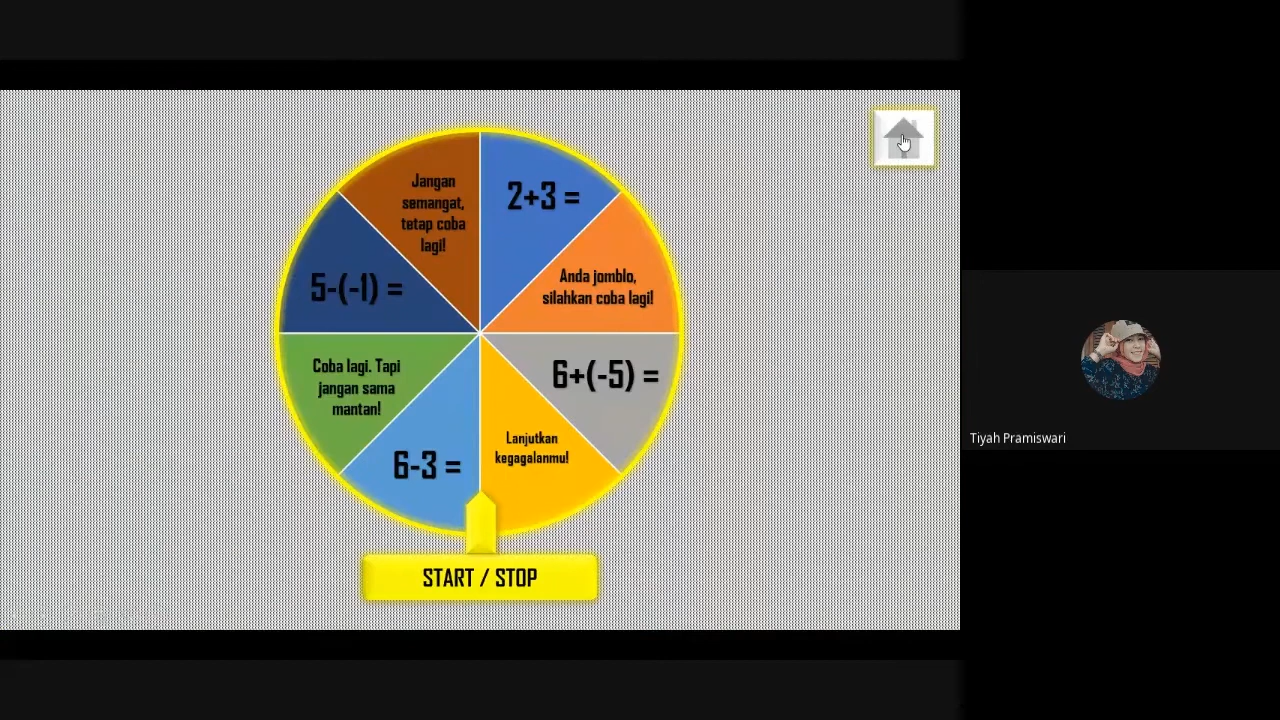 Jangan
semangat,
tetap coba
lagi!
2+3 =
Anda jomblo,
silahkan coba lagi!
5-(-1) =
6+(-5) =
Coba lagi. Tapi
jangan sama
mantan!
6-3 =
Lanjutkan
kegagalanmu!
START / STOP
Tiyah Pramiswari